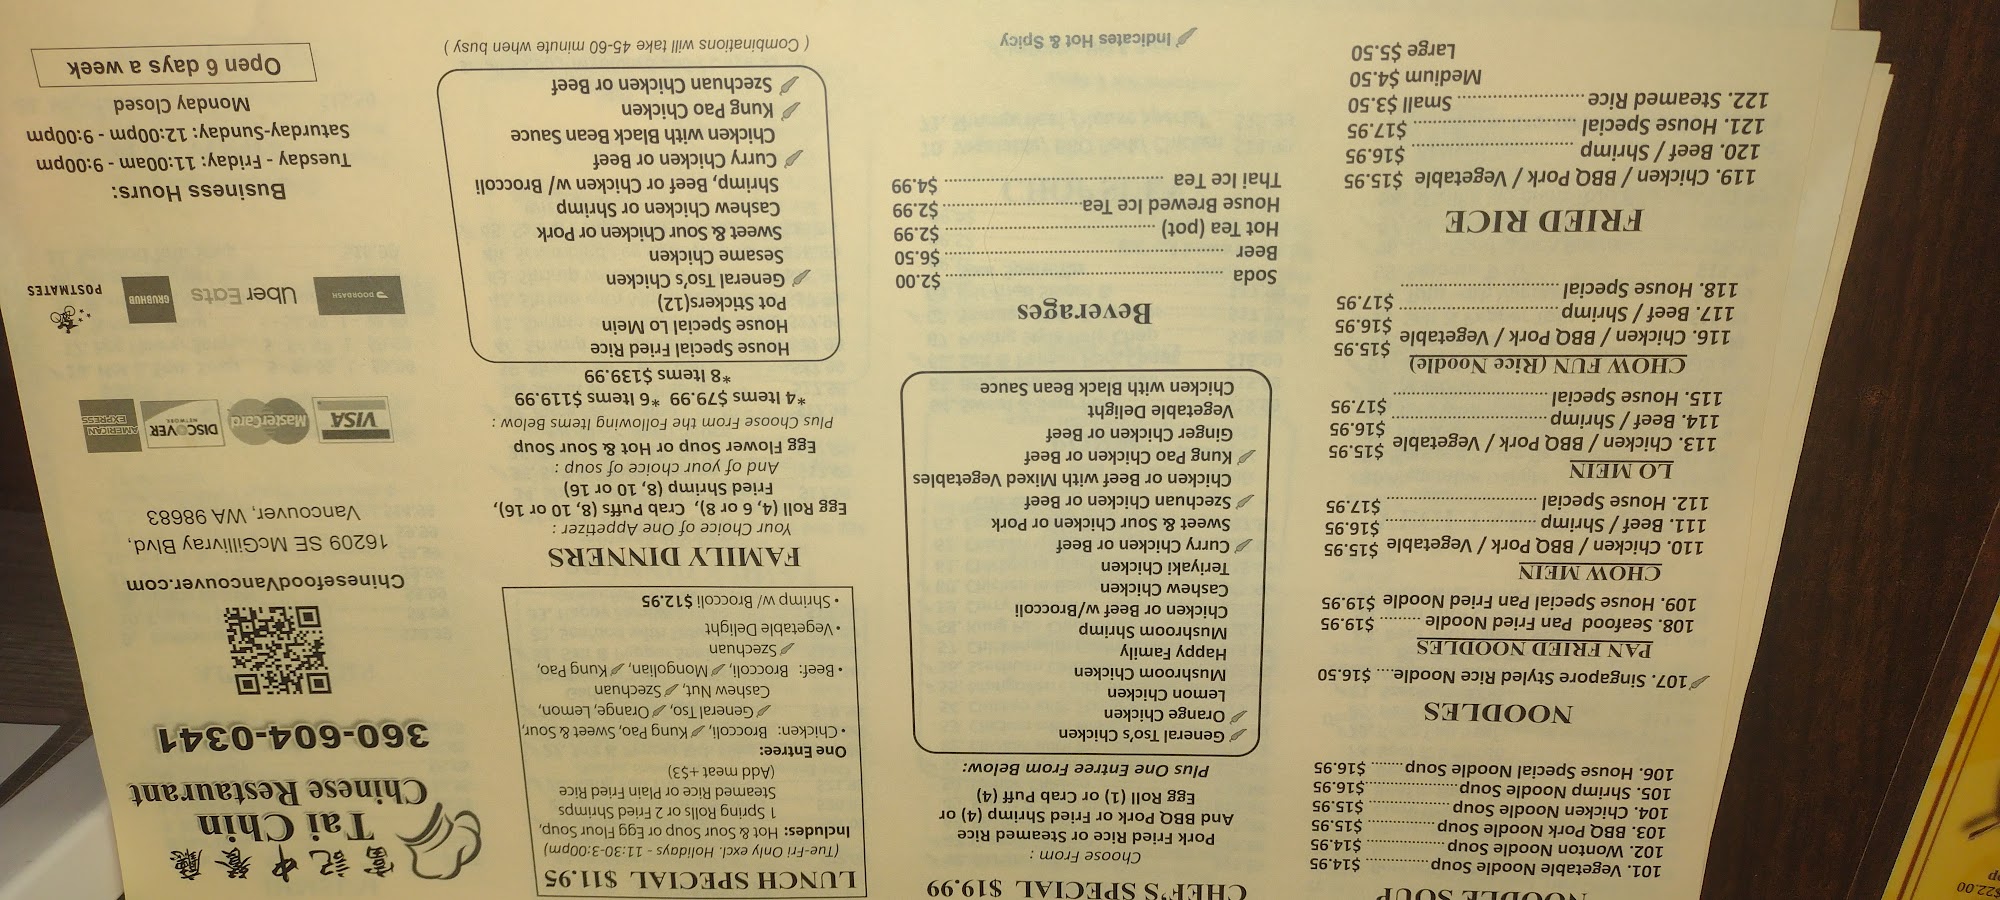 NOODLE SOUP
101. Vegetable Noodle Soup ........ $14.95
102. Wonton Noodle Soup ........ $14.95
103. BBQ Pork Noodle Soup ........ $15.95
104. Chicken Noodle Soup ........ $15.95
105. Shrimp Noodle Soup ........ $16.95
106. House Special Noodle Soup ........ $16.95
NOODLES
107. Singapore Styled Rice Noodle.... $16.50
PAN FRIED NOODLES
108. Seafood Pan Fried Noodle ........ $19.95
109. House Special Pan Fried Noodle $19.95
CHOW MEIN
110. Chicken / BBQ Pork / Vegetable $15.95
111. Beef / Shrimp ........ $16.95
112. House Special ........ $17.95
LO MEIN
113. Chicken / BBQ Pork / Vegetable $15.95
114. Beef / Shrimp ........ $16.95
115. House Special ........ $17.95
CHOW FUN (Rice Noodle)
116. Chicken / BBQ Pork / Vegetable $15.95
117. Beef / Shrimp ........ $16.95
118. House Special ........ $17.95
FRIED RICE
119. Chicken / BBQ Pork / Vegetable $15.95
120. Beef / Shrimp ........ $16.95
121. House Special ........ $17.95
122. Steamed Rice ........ Small $3.50
Medium $4.50
Large $5.50
CHEF'S SPECIAL $19.99
Choose From :
Pork Fried Rice or Steamed Rice
And BBQ Pork or Fried Shrimp (4) or
Egg Roll (1) or Crab Puff (4)
Plus One Entree From Below:
General Tso's Chicken
Orange Chicken
Lemon Chicken
Mushroom Chicken
Happy Family
Mushroom Shrimp
Chicken or Beef w/Broccoli
Cashew Chicken
Teriyaki Chicken
Curry Chicken or Beef
Sweet & Sour Chicken or Pork
Szechuan Chicken or Beef
Chicken or Beef with Mixed Vegetables
Kung Pao Chicken or Beef
Ginger Chicken or Beef
Vegetable Delight
Chicken with Black Bean Sauce
Beverages
Soda ........ $2.00
Beer ........ $6.50
Hot Tea (pot) ........ $2.99
House Brewed Ice Tea ........ $2.99
Thai Ice Tea ........ $4.99
Indicates Hot & Spicy
LUNCH SPECIAL $11.95
(Tue-Fri Only excl. Holidays - 11:30-3:00pm)
Includes: Hot & Sour Soup or Egg Flour Soup,
1 Spring Rolls or 2 Fried Shrimps
Steamed Rice or Plain Fried Rice
(Add meat +$3)
One Entree:
• Chicken: Broccoli, Kung Pao, Sweet & Sour,
General Tso, Orange, Lemon,
Cashew Nut, Szechuan
• Beef: Broccoli, Mongolian, Kung Pao,
Szechuan
• Vegetable Delight
• Shrimp w/ Broccoli $12.95
FAMILY DINNERS
Your Choice of One Appetizer :
Egg Roll (4, 6 or 8), Crab Puffs (8, 10 or 16),
Fried Shrimp (8, 10 or 16)
And of your choice of soup :
Egg Flower Soup or Hot & Sour Soup
Plus Choose From the Following Items Below :
*4 Items $79.99 *6 Items $119.99
*8 Items $139.99
House Special Fried Rice
House Special Lo Mein
Pot Stickers(12)
General Tso's Chicken
Sesame Chicken
Sweet & Sour Chicken or Pork
Cashew Chicken or Shrimp
Shrimp, Beef or Chicken w/ Broccoli
Curry Chicken or Beef
Chicken with Black Bean Sauce
Kung Pao Chicken
Szechuan Chicken or Beef
( Combinations will take 45-60 minute when busy )
富記中餐廳
Tai Chin
Chinese Restaurant
360-604-0341
ChinesefoodVancouver.com
16209 SE McGillivray Blvd,
Vancouver, WA 98683
VISA MasterCard DISCOVER NETWORK AMERICAN EXPRESS
DOORDASH Uber Eats GRUBHUB POSTMATES
Business Hours:
Tuesday - Friday: 11:00am - 9:00pm
Saturday-Sunday: 12:00pm - 9:00pm
Monday Closed
Open 6 days a week